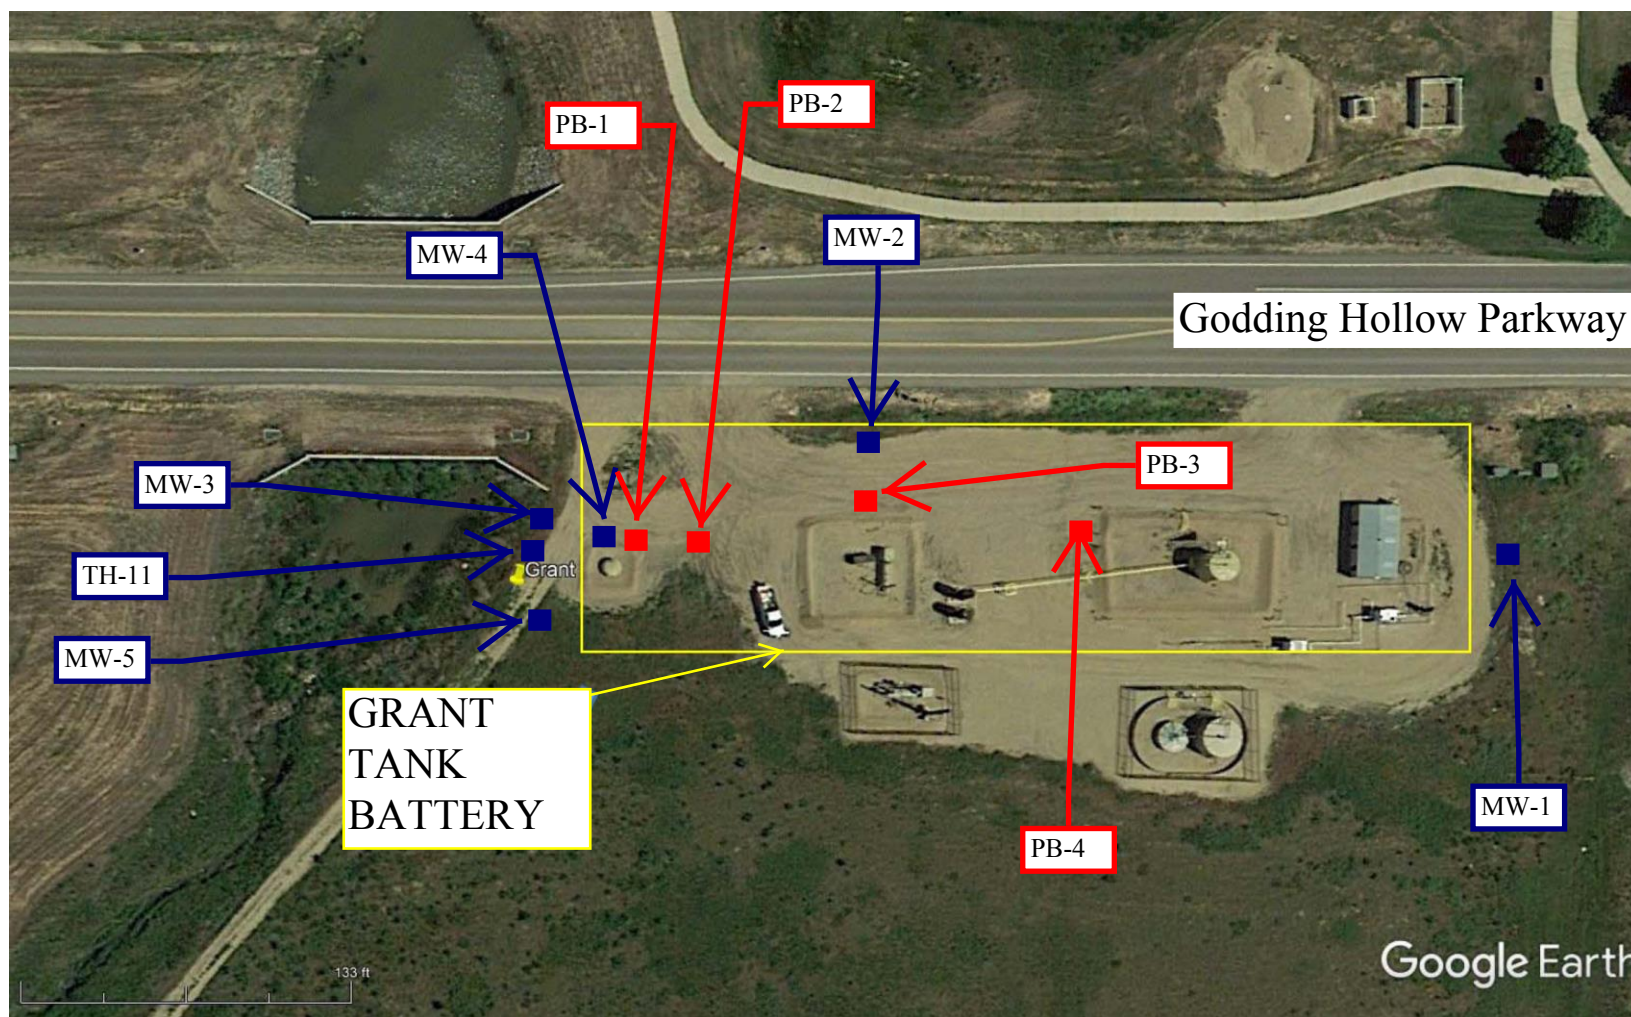 PB-2
PB-1
MW-4
MW-2
Godding Hollow Parkway
PB-3
MW-3
TH-11
Grant
MW-5
GRANT
TANK
BATTERY
MW-1
PB-4
Google Earth
133 ft